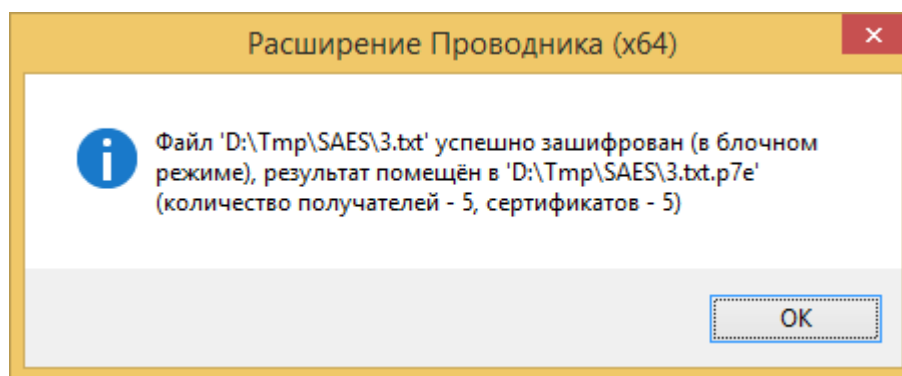 Расширение Проводника (x64)
Файл 'D:\Tmp\SAES\3.txt' успешно зашифрован (в блочном
режиме), результат помещён в 'D:\Tmp\SAES\3.txt.p7e'
(количество получателей - 5, сертификатов - 5)
OK